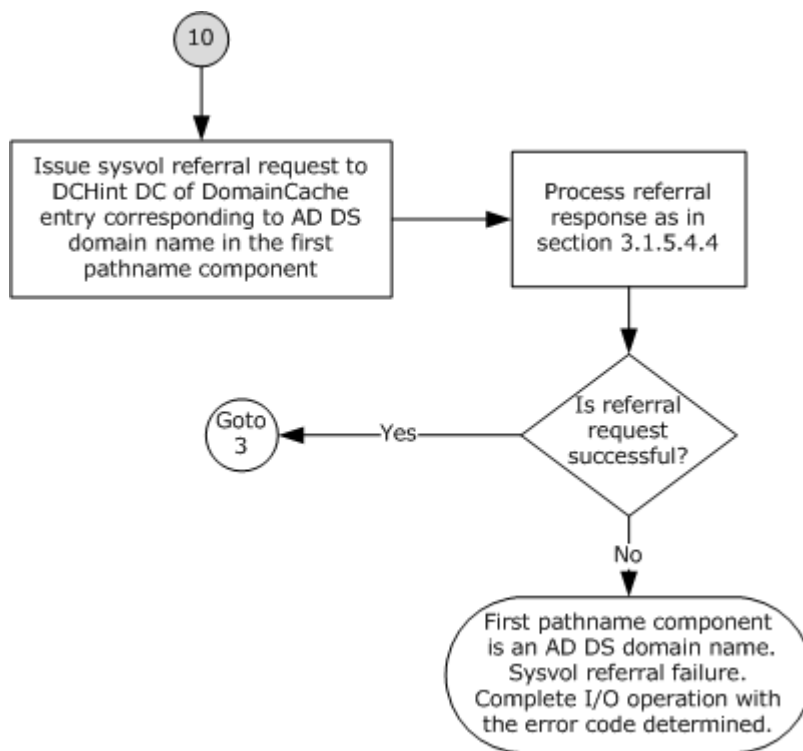 10
Issue sysvol referral request to
DCHint DC of DomainCache
entry corresponding to AD DS
domain name in the first
pathname component
Process referral
response as in
section 3.1.5.4.4
Is referral
request
successful?
Yes
Goto
3
No
First pathname component
is an AD DS domain name.
Sysvol referral failure.
Complete I/O operation with
the error code determined.